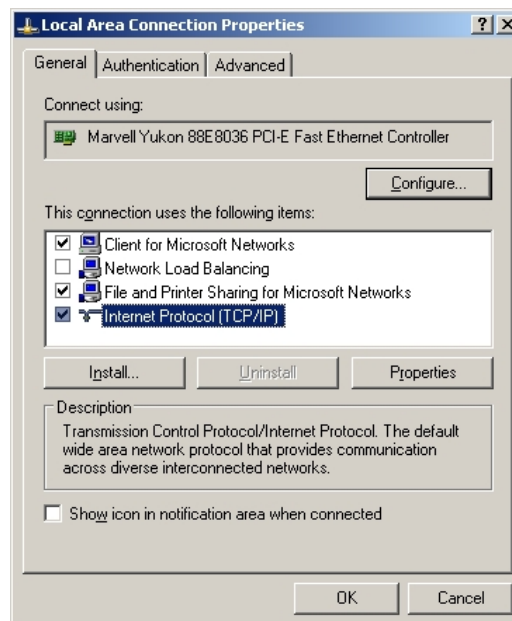 Local Area Connection Properties
General Authentication Advanced
Connect using:
Marvell Yukon 88E8036 PCI-E Fast Ethernet Controller
Configure...
This connection uses the following items:
Client for Microsoft Networks
Network Load Balancing
File and Printer Sharing for Microsoft Networks
Internet Protocol (TCP/IP)
Install... Uninstall Properties
Description
Transmission Control Protocol/Internet Protocol. The default
wide area network protocol that provides communication
across diverse interconnected networks.
Show icon in notification area when connected
OK Cancel